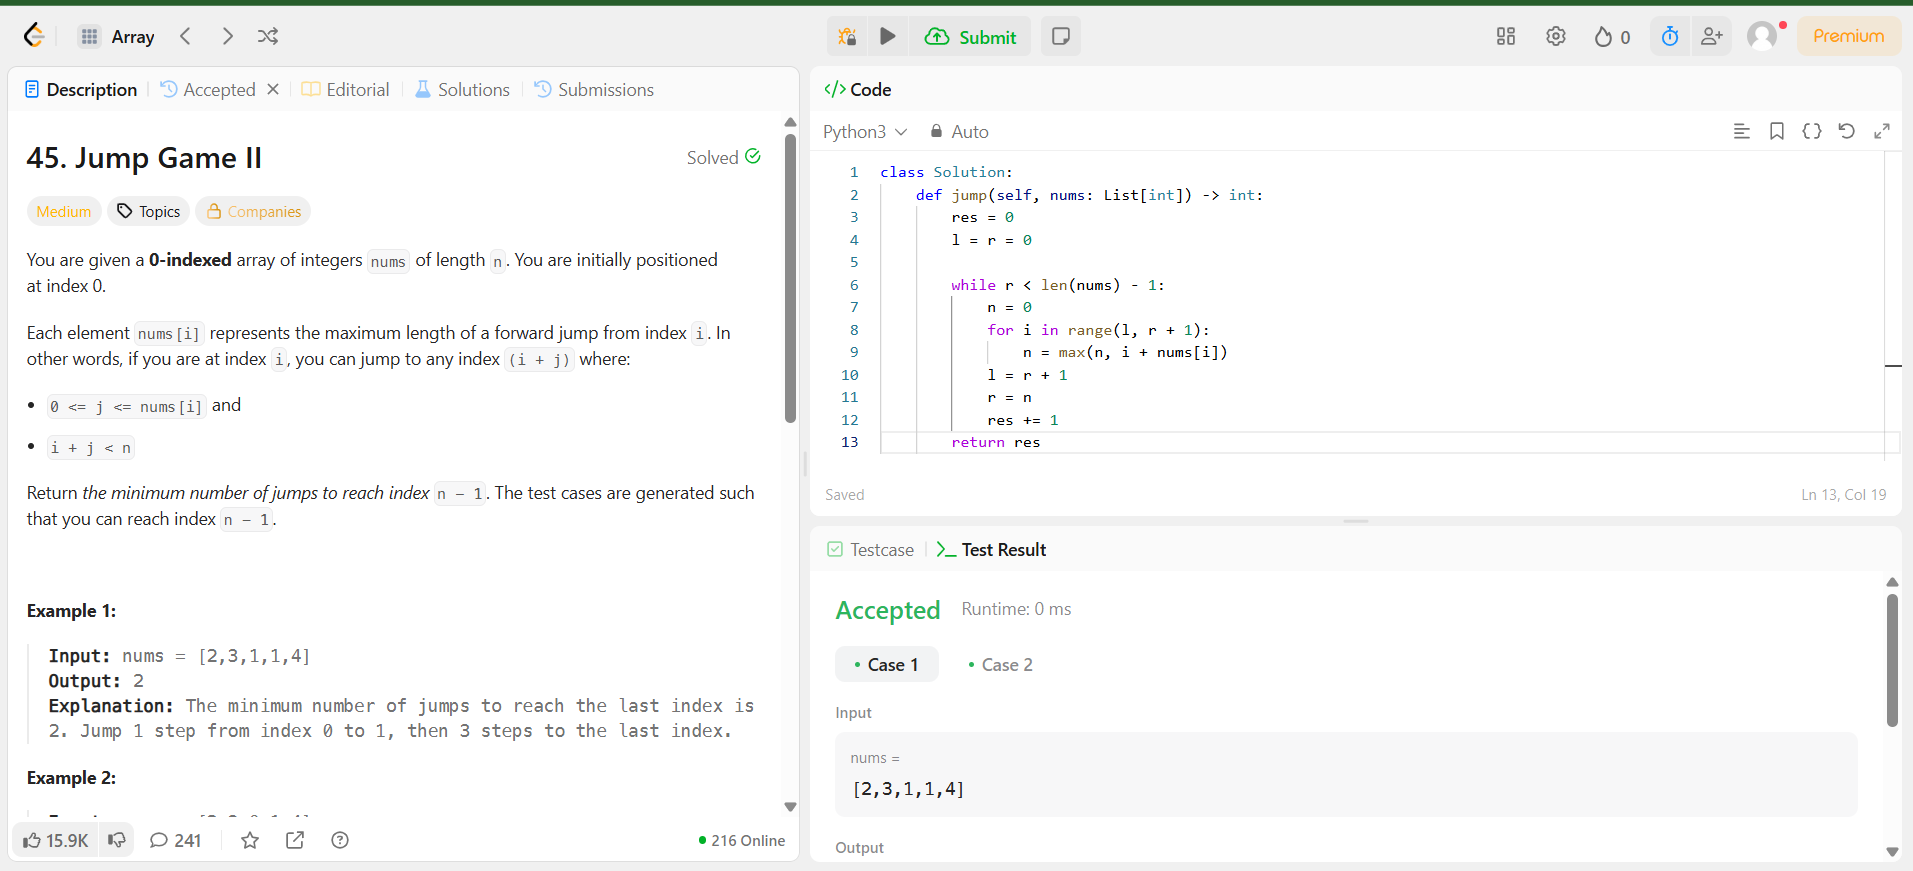 Array
Submit
0
Premium
Description
Accepted
Editorial
Solutions
Submissions
45. Jump Game II
Solved
Medium
Topics
Companies
You are given a 0-indexed array of integers nums of length n. You are initially positioned
at index 0.
Each element nums[i] represents the maximum length of a forward jump from index i. In
other words, if you are at index i, you can jump to any index (i + j) where:
• 0 <= j <= nums[i] and
• i + j < n
Return the minimum number of jumps to reach index n - 1. The test cases are generated such
that you can reach index n - 1.
Example 1:
Input: nums = [2,3,1,1,4]
Output: 2
Explanation: The minimum number of jumps to reach the last index is
2. Jump 1 step from index 0 to 1, then 3 steps to the last index.
Example 2:
15.9K
241
216 Online
</> Code
Python3
Auto
1 class Solution:
2 def jump(self, nums: List[int]) -> int:
3 res = 0
4 l = r = 0
5
6 while r < len(nums) - 1:
7 n = 0
8 for i in range(l, r + 1):
9 n = max(n, i + nums[i])
10 l = r + 1
11 r = n
12 res += 1
13 return res
Saved
Ln 13, Col 19
Testcase
Test Result
Accepted
Runtime: 0 ms
• Case 1
• Case 2
Input
nums =
[2,3,1,1,4]
Output